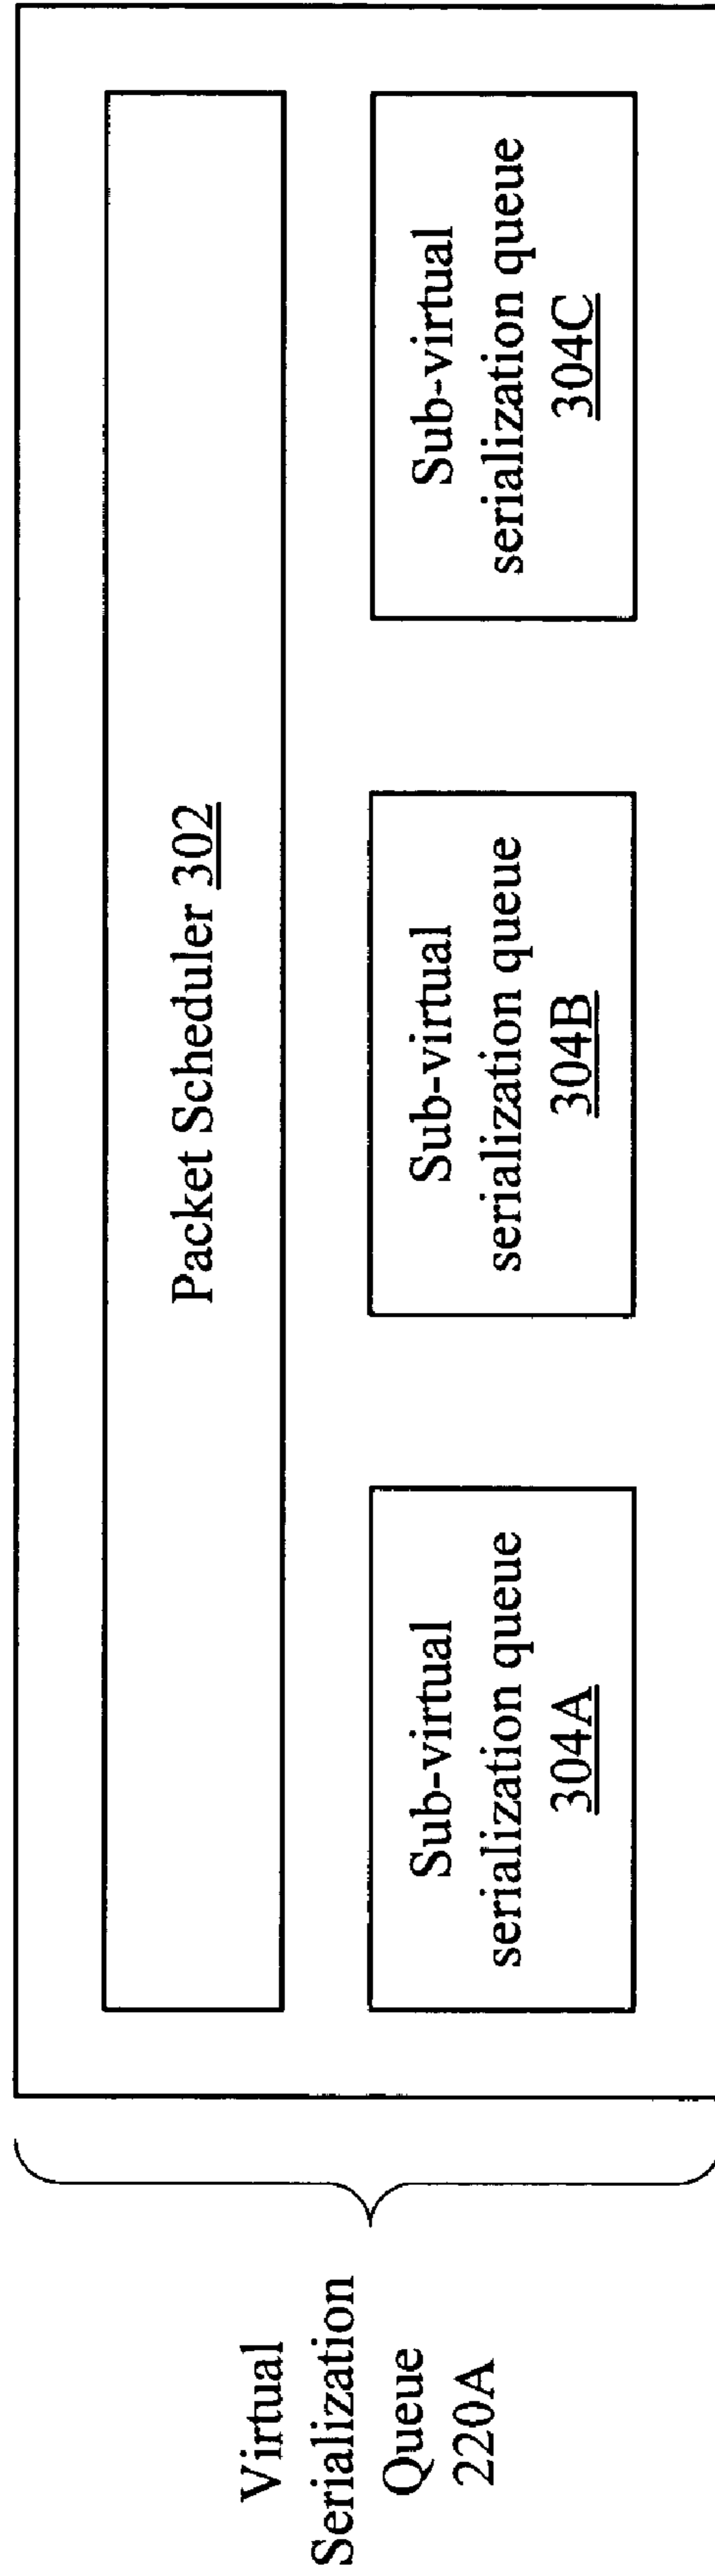 Virtual
Serialization
Queue
220A
Packet Scheduler 302
Sub-virtual
serialization queue
304A
Sub-virtual
serialization queue
304B
Sub-virtual
serialization queue
304C